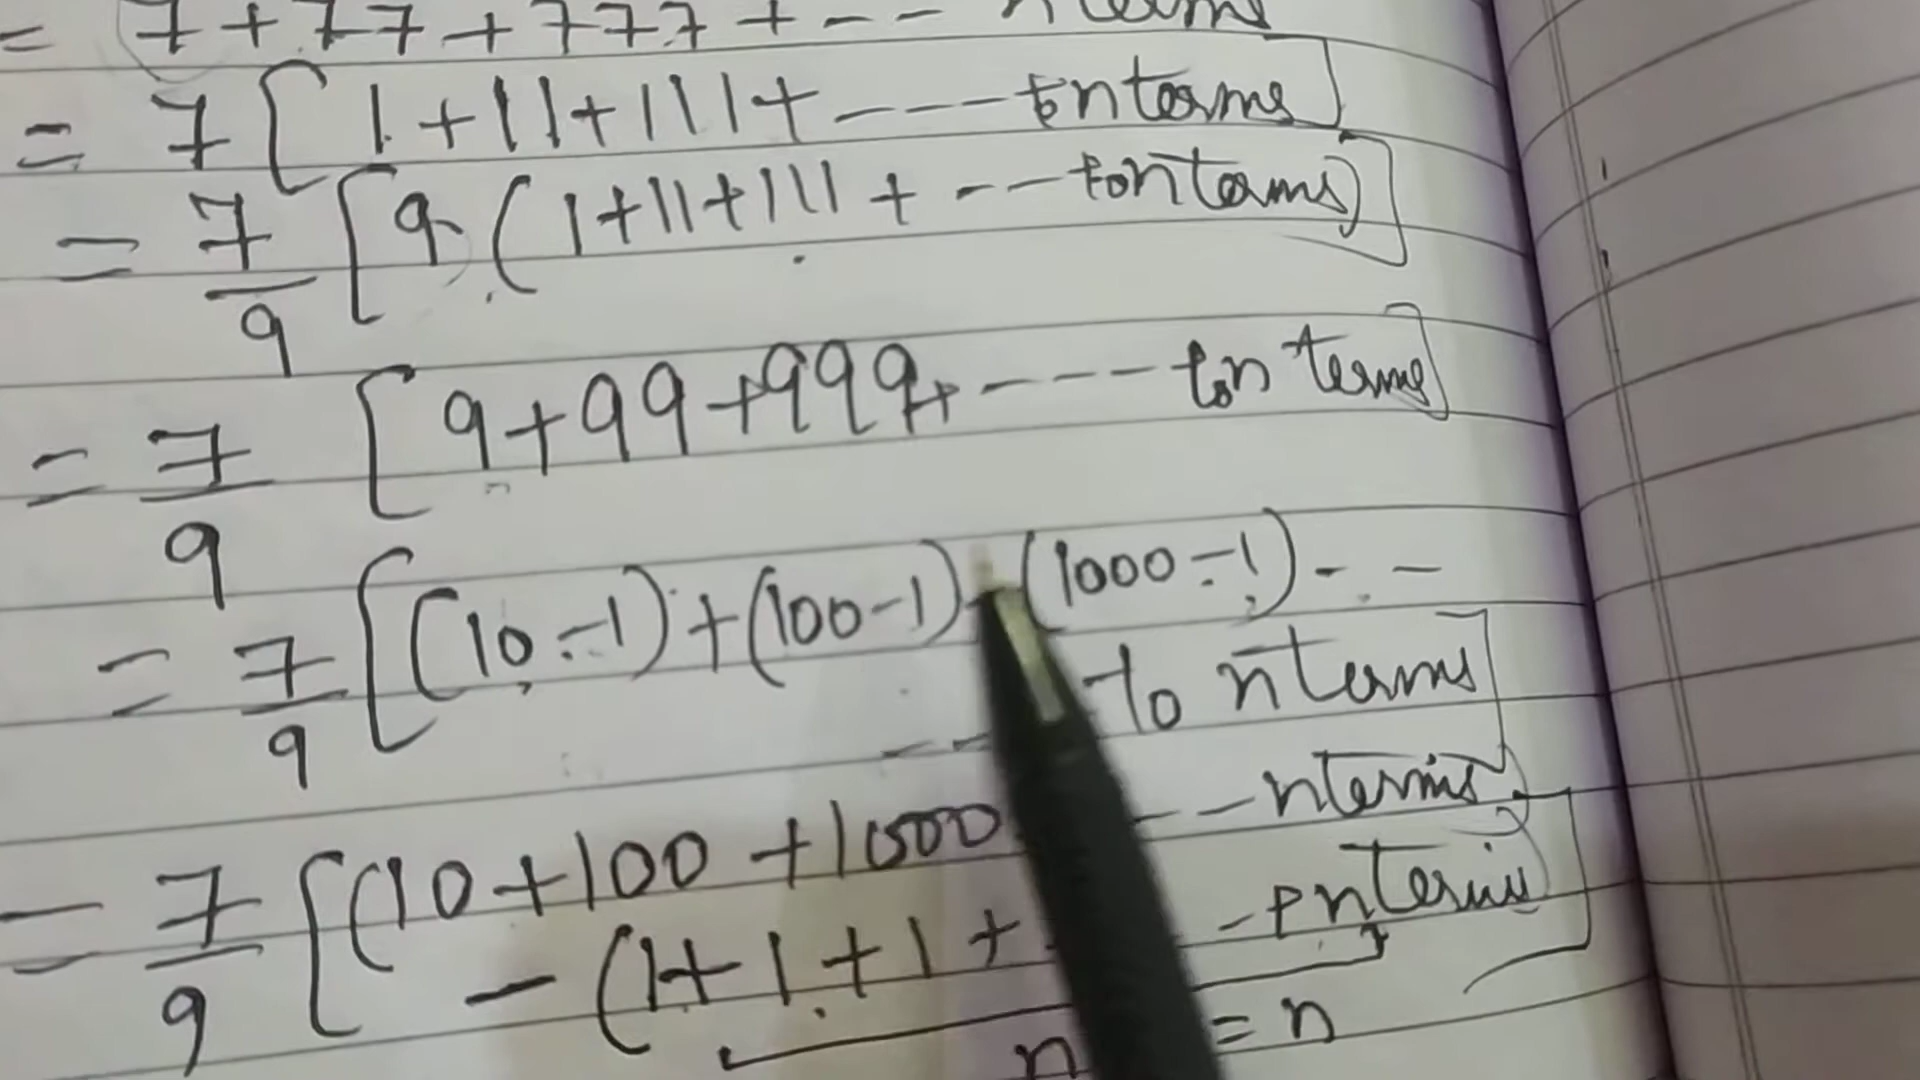 = 7 + 77 + 777 + - - n terms
= 7 [ 1 + 11 + 111 + - - - - to n terms ]
= 7/9 [ 9 ( 1 + 11 + 111 + - - - to n terms) ]
= 7/9 [ 9 + 99 + 999 + - - - - to n terms ]
= 7/9 [ (10 - 1) + (100 - 1) + (1000 - 1) - -
- - to n terms ]
= 7/9 [ (10 + 100 + 1000 - - n terms)
- (1 + 1 + 1 + - n terms) ]
n = n